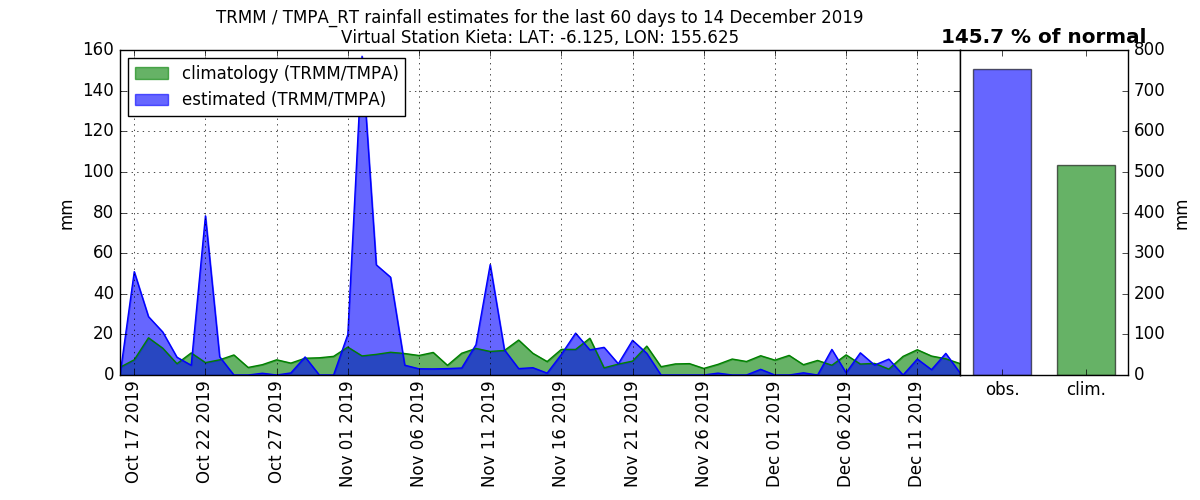 TRMM / TMPA_RT rainfall estimates for the last 60 days to 14 December 2019
Virtual Station Kieta: LAT: -6.125, LON: 155.625
145.7 % of normal
climatology (TRMM/TMPA)
estimated (TRMM/TMPA)
mm
160
140
120
100
80
60
40
20
0
Oct 17 2019
Oct 22 2019
Oct 27 2019
Nov 01 2019
Nov 06 2019
Nov 11 2019
Nov 16 2019
Nov 21 2019
Nov 26 2019
Dec 01 2019
Dec 06 2019
Dec 11 2019
obs.
clim.
800
700
600
500
400
300
200
100
0
mm